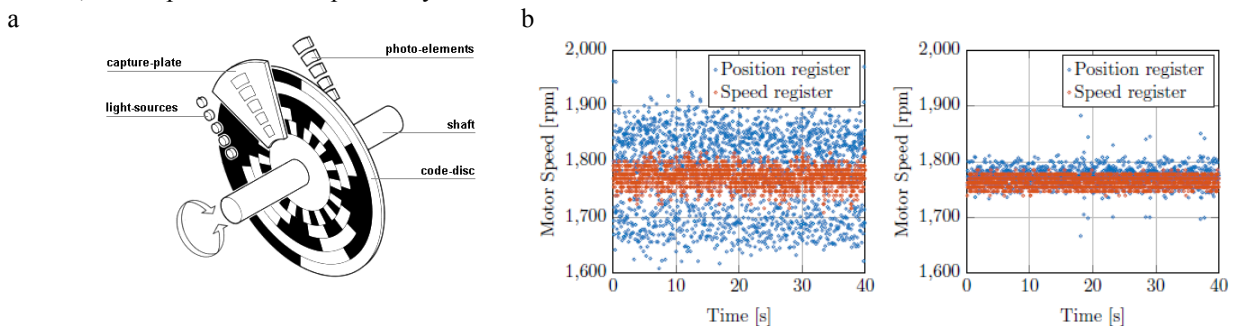 a
capture-plate
light-sources
photo-elements
shaft
code-disc
b
2,000
1,900
1,800
1,700
1,600
Motor Speed [rpm]
Position register
Speed register
0
10
20
30
40
Time [s]
2,000
1,900
1,800
1,700
1,600
Motor Speed [rpm]
Position register
Speed register
0
10
20
30
40
Time [s]